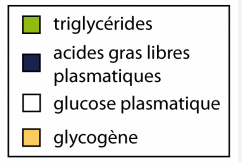 triglycérides
acides gras libres
plasmatiques
glucose plasmatique
glycogène